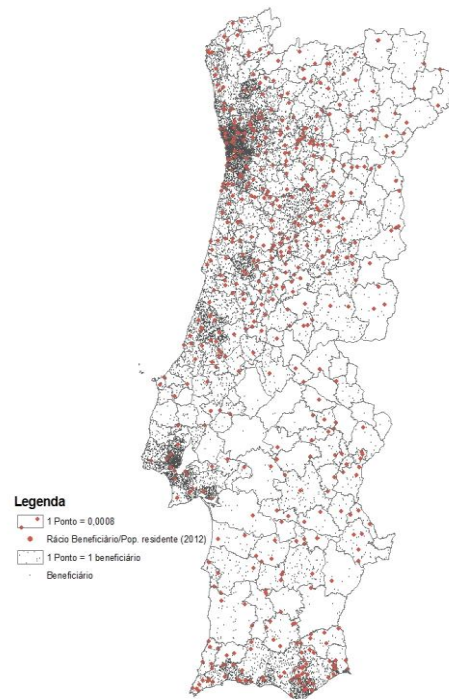 Legenda
1 Ponto = 0,0008
Rácio Beneficiário/Pop. residente (2012)
1 Ponto = 1 beneficiário
Beneficiário